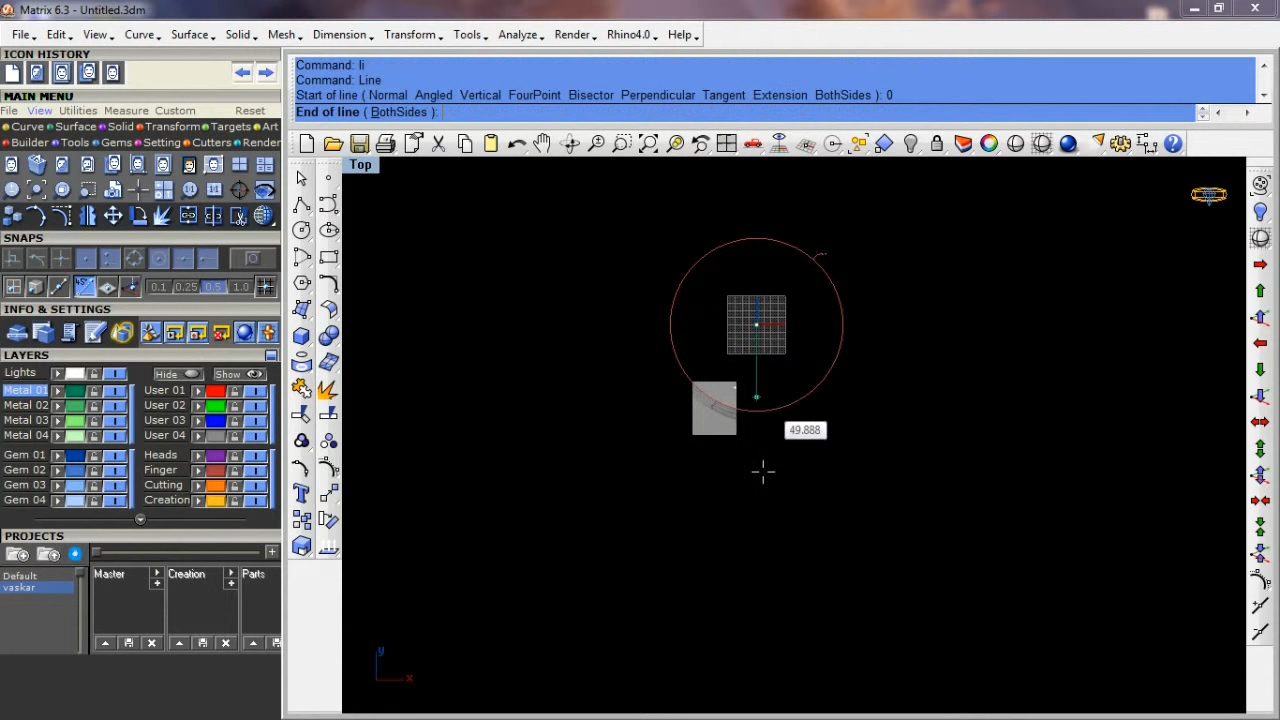 Matrix 6.3 - Untitled.3dm
File Edit View Curve Surface Solid Mesh Dimension Transform Tools Analyze Render Rhino4.0 Help
ICON HISTORY
MAIN MENU
File View Utilities Measure Custom Reset
Curve Surface Solid Transform Targets Art
Builder Tools Gems Setting Cutters Render
SNAPS
45°
0.1 0.25 0.5 1.0
INFO & SETTINGS
LAYERS
Lights Hide Show
Metal 01 User 01
Metal 02 User 02
Metal 03 User 03
Metal 04 User 04
Gem 01 Heads
Gem 02 Finger
Gem 03 Cutting
Gem 04 Creation
PROJECTS
Default
vaskar
Master Creation Parts
Command: li
Command: Line
Start of line ( Normal Angled Vertical FourPoint Bisector Perpendicular Tangent Extension BothSides ): 0
End of line ( BothSides ):
Top
49.888
y
x